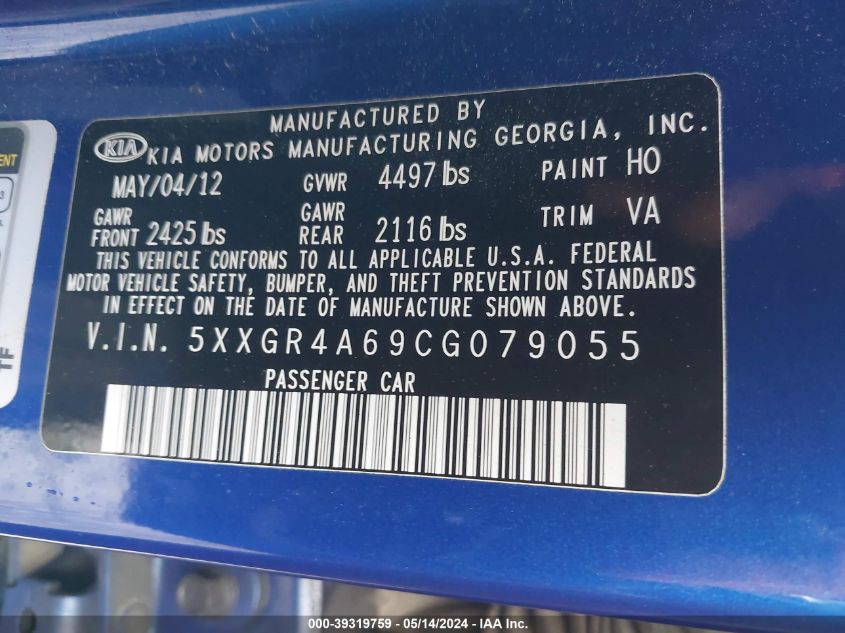 MANUFACTURED BY
KIA KIA MOTORS MANUFACTURING GEORGIA, INC.
MAY/04/12 GVWR 4497 lbs PAINT HO
GAWR FRONT 2425 lbs GAWR REAR 2116 lbs TRIM VA
THIS VEHICLE CONFORMS TO ALL APPLICABLE U.S.A. FEDERAL
MOTOR VEHICLE SAFETY, BUMPER, AND THEFT PREVENTION STANDARDS
IN EFFECT ON THE DATE OF MANUFACTURE SHOWN ABOVE.
V.I.N. 5XXGR4A69CG079055
PASSENGER CAR
000-39319759 - 05/14/2024 - IAA Inc.